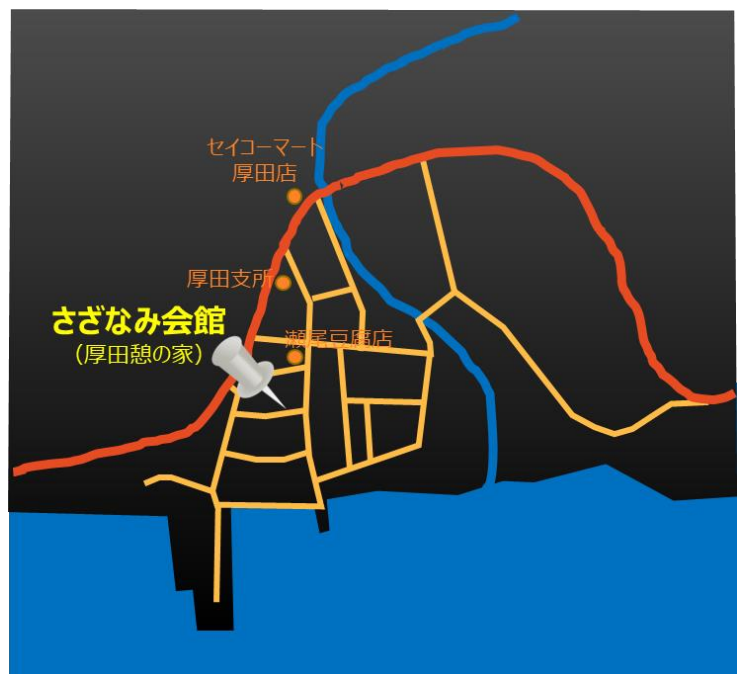 セイコーマート
厚田店
厚田支所
さざなみ会館
（厚田憩の家）
瀬尾豆腐店